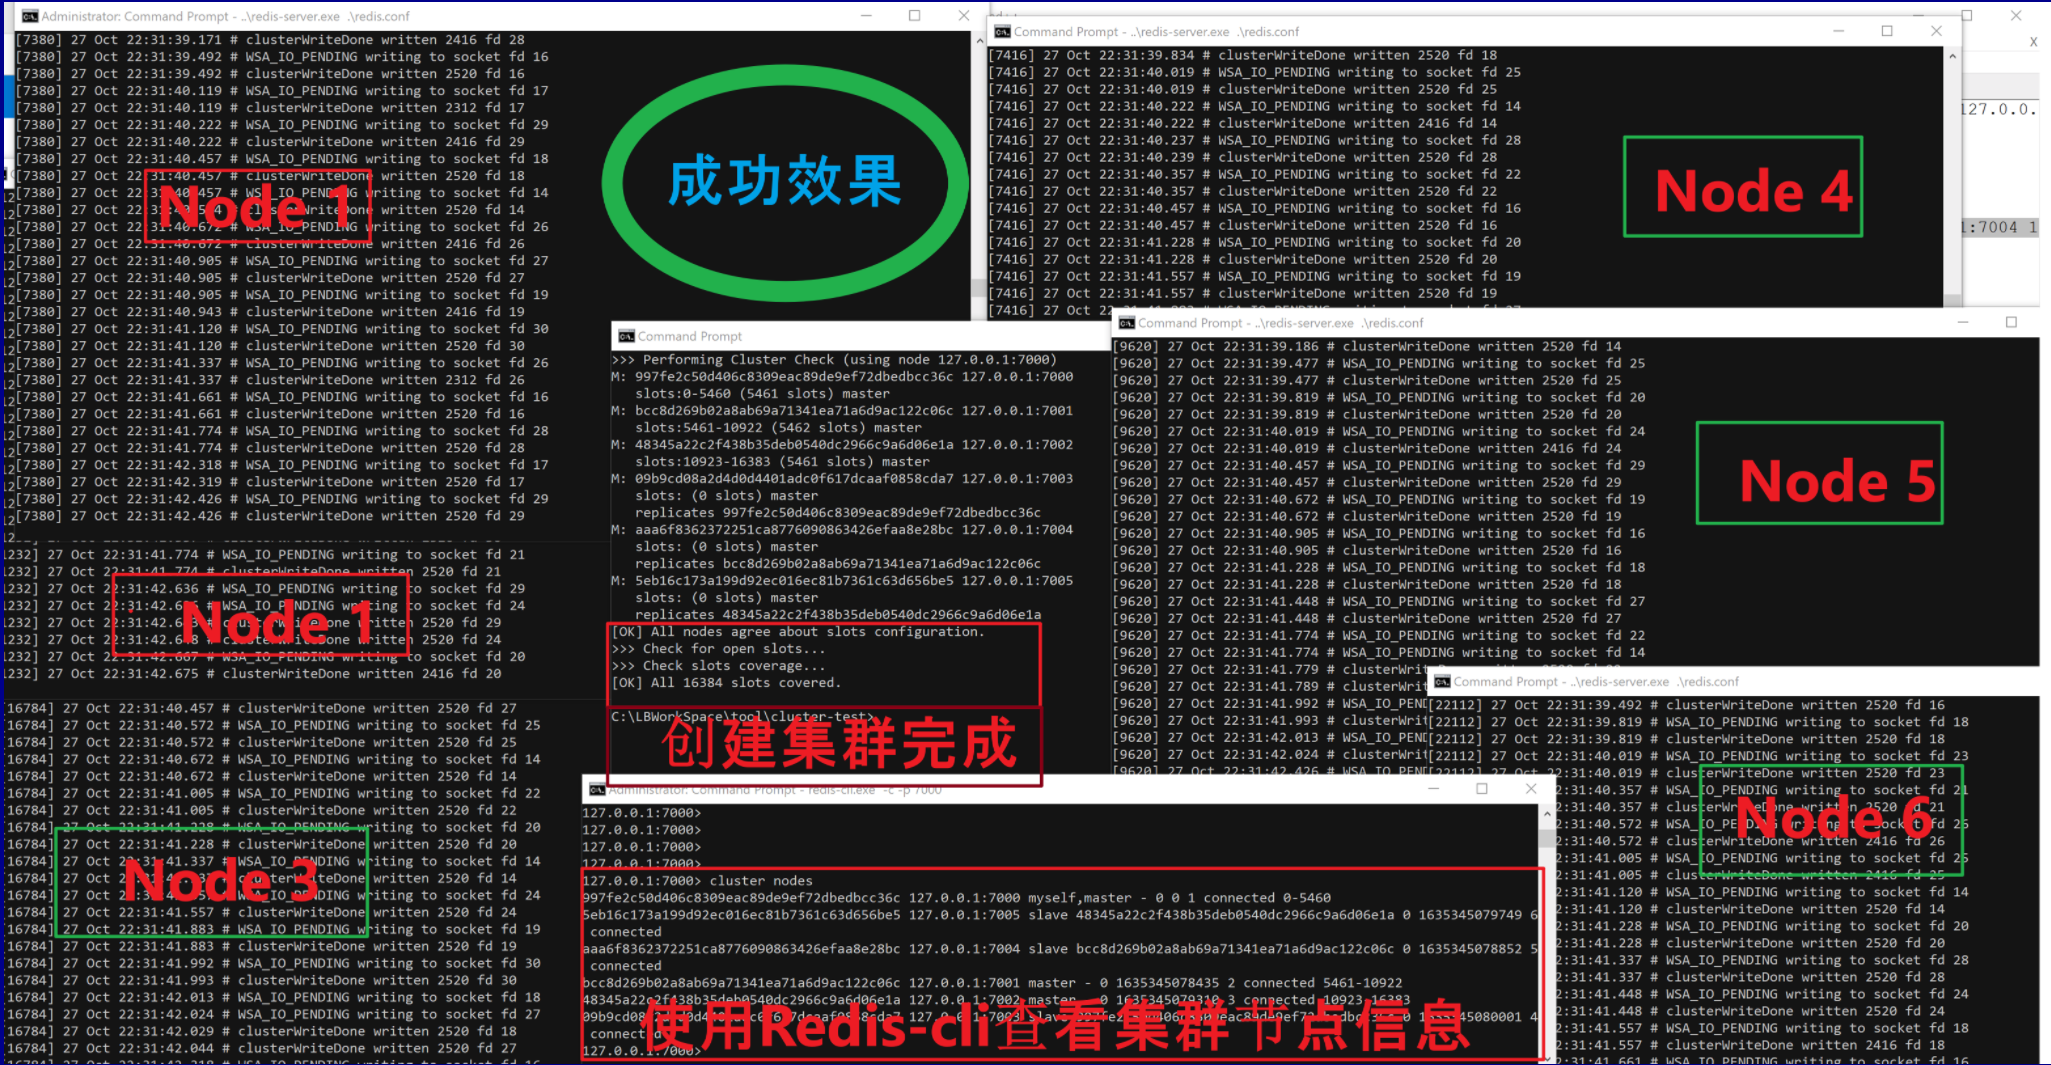 Administrator: Command Prompt - ..\redis-server.exe .\redis.conf
[7380] 27 Oct 22:31:39.171 # clusterWriteDone written 2416 fd 28
[7380] 27 Oct 22:31:39.492 # WSA_IO_PENDING writing to socket fd 16
[7380] 27 Oct 22:31:39.492 # clusterWriteDone written 2520 fd 16
[7380] 27 Oct 22:31:40.119 # WSA_IO_PENDING writing to socket fd 17
[7380] 27 Oct 22:31:40.119 # clusterWriteDone written 2312 fd 17
[7380] 27 Oct 22:31:40.222 # WSA_IO_PENDING writing to socket fd 29
[7380] 27 Oct 22:31:40.222 # clusterWriteDone written 2416 fd 29
[7380] 27 Oct 22:31:40.457 # WSA_IO_PENDING writing to socket fd 18
[7380] 27 Oct 22:31:40.457 # clusterWriteDone written 2520 fd 18
[7380] 27 Oct 22:31:40.457 # WSA_IO_PENDING writing to socket fd 14
[7380] 27 Oct # clusterWriteDone written 2520 fd 14
[7380] 27 Oct 22:31:40.672 # WSA_IO_PENDING writing to socket fd 26
[7380] 27 Oct 22:31:40.672 # clusterWriteDone written 2416 fd 26
[7380] 27 Oct 22:31:40.905 # WSA_IO_PENDING writing to socket fd 27
[7380] 27 Oct 22:31:40.905 # clusterWriteDone written 2520 fd 27
[7380] 27 Oct 22:31:40.905 # WSA_IO_PENDING writing to socket fd 19
[7380] 27 Oct 22:31:40.943 # clusterWriteDone written 2416 fd 19
[7380] 27 Oct 22:31:41.120 # WSA_IO_PENDING writing to socket fd 30
[7380] 27 Oct 22:31:41.120 # clusterWriteDone written 2520 fd 30
[7380] 27 Oct 22:31:41.337 # WSA_IO_PENDING writing to socket fd 26
[7380] 27 Oct 22:31:41.337 # clusterWriteDone written 2312 fd 26
[7380] 27 Oct 22:31:41.661 # WSA_IO_PENDING writing to socket fd 16
[7380] 27 Oct 22:31:41.661 # clusterWriteDone written 2520 fd 16
[7380] 27 Oct 22:31:41.774 # WSA_IO_PENDING writing to socket fd 28
[7380] 27 Oct 22:31:41.774 # clusterWriteDone written 2520 fd 28
[7380] 27 Oct 22:31:42.318 # WSA_IO_PENDING writing to socket fd 17
[7380] 27 Oct 22:31:42.319 # clusterWriteDone written 2520 fd 17
[7380] 27 Oct 22:31:42.426 # WSA_IO_PENDING writing to socket fd 29
[7380] 27 Oct 22:31:42.426 # clusterWriteDone written 2520 fd 29
Node 1
成功效果
Command Prompt - ..\redis-server.exe .\redis.conf
[7416] 27 Oct 22:31:39.834 # clusterWriteDone written 2520 fd 18
[7416] 27 Oct 22:31:40.019 # WSA_IO_PENDING writing to socket fd 25
[7416] 27 Oct 22:31:40.019 # clusterWriteDone written 2520 fd 25
[7416] 27 Oct 22:31:40.222 # WSA_IO_PENDING writing to socket fd 14
[7416] 27 Oct 22:31:40.222 # clusterWriteDone written 2416 fd 14
[7416] 27 Oct 22:31:40.237 # WSA_IO_PENDING writing to socket fd 28
[7416] 27 Oct 22:31:40.239 # clusterWriteDone written 2520 fd 28
[7416] 27 Oct 22:31:40.357 # WSA_IO_PENDING writing to socket fd 22
[7416] 27 Oct 22:31:40.357 # clusterWriteDone written 2520 fd 22
[7416] 27 Oct 22:31:40.457 # WSA_IO_PENDING writing to socket fd 16
[7416] 27 Oct 22:31:40.457 # clusterWriteDone written 2520 fd 16
[7416] 27 Oct 22:31:41.228 # WSA_IO_PENDING writing to socket fd 20
[7416] 27 Oct 22:31:41.228 # clusterWriteDone written 2520 fd 20
[7416] 27 Oct 22:31:41.557 # WSA_IO_PENDING writing to socket fd 19
[7416] 27 Oct 22:31:41.557 # clusterWriteDone written 2520 fd 19
[7416] 27 Oct
Node 4
127.0.0.
:7004 1
Command Prompt
>>> Performing Cluster Check (using node 127.0.0.1:7000)
M: 997fe2c50d406c8309eac89de9ef72dbedbcc36c 127.0.0.1:7000
slots:0-5460 (5461 slots) master
M: bcc8d269b02a8ab69a71341ea71a6d9ac122c06c 127.0.0.1:7001
slots:5461-10922 (5462 slots) master
M: 48345a22c2f438b35deb0540dc2966c9a6d06e1a 127.0.0.1:7002
slots:10923-16383 (5461 slots) master
M: 09b9cd08a2d4d0d4401adc0f617dcaaf0858cda7 127.0.0.1:7003
slots: (0 slots) master
replicates 997fe2c50d406c8309eac89de9ef72dbedbcc36c
M: aaa6f8362372251ca8776090863426efaa8e28bc 127.0.0.1:7004
slots: (0 slots) master
replicates bcc8d269b02a8ab69a71341ea71a6d9ac122c06c
M: 5eb16c173a199d92ec016ec81b7361c63d656be5 127.0.0.1:7005
slots: (0 slots) master
replicates 48345a22c2f438b35deb0540dc2966c9a6d06e1a
[OK] All nodes agree about slots configuration.
>>> Check for open slots...
>>> Check slots coverage...
[OK] All 16384 slots covered.
C:\LBWorkSpace\tool\cluster-test>
创建集群完成
Command Prompt - ..\redis-server.exe .\redis.conf
[9620] 27 Oct 22:31:39.186 # clusterWriteDone written 2520 fd 14
[9620] 27 Oct 22:31:39.477 # WSA_IO_PENDING writing to socket fd 25
[9620] 27 Oct 22:31:39.477 # clusterWriteDone written 2520 fd 25
[9620] 27 Oct 22:31:39.819 # WSA_IO_PENDING writing to socket fd 20
[9620] 27 Oct 22:31:39.819 # clusterWriteDone written 2520 fd 20
[9620] 27 Oct 22:31:40.019 # WSA_IO_PENDING writing to socket fd 24
[9620] 27 Oct 22:31:40.019 # clusterWriteDone written 2416 fd 24
[9620] 27 Oct 22:31:40.457 # WSA_IO_PENDING writing to socket fd 29
[9620] 27 Oct 22:31:40.457 # clusterWriteDone written 2520 fd 29
[9620] 27 Oct 22:31:40.672 # WSA_IO_PENDING writing to socket fd 19
[9620] 27 Oct 22:31:40.672 # clusterWriteDone written 2520 fd 19
[9620] 27 Oct 22:31:40.905 # WSA_IO_PENDING writing to socket fd 16
[9620] 27 Oct 22:31:40.905 # clusterWriteDone written 2520 fd 16
[9620] 27 Oct 22:31:41.228 # WSA_IO_PENDING writing to socket fd 18
[9620] 27 Oct 22:31:41.228 # clusterWriteDone written 2520 fd 18
[9620] 27 Oct 22:31:41.448 # WSA_IO_PENDING writing to socket fd 27
[9620] 27 Oct 22:31:41.448 # clusterWriteDone written 2520 fd 27
[9620] 27 Oct 22:31:41.774 # WSA_IO_PENDING writing to socket fd 22
[9620] 27 Oct 22:31:41.774 # WSA_IO_PENDING writing to socket fd 14
[9620] 27 Oct 22:31:41.779 # clusterWrit
[9620] 27 Oct 22:31:41.789 # clusterWrit
[9620] 27 Oct 22:31:41.992 # WSA_IO_PEND
[9620] 27 Oct 22:31:41.993 # clusterWrit
[9620] 27 Oct 22:31:42.013 # WSA_IO_PEND
[9620] 27 Oct 22:31:42.024 # clusterWrit
[9620] 27 Oct 22:31:42.426 # WSA_IO_PEN
Node 5
1232] 27 Oct 22:31:41.774 # WSA_IO_PENDING writing to socket fd 21
1232] 27 Oct 22:31:41.774 # clusterWriteDone written 2520 fd 21
1232] 27 Oct 22:31:42.636 # WSA_IO_PENDING writing to socket fd 29
1232] 27 Oct # WSA_IO_PENDING writing to socket fd 24
1232] 27 Oct # clusterWriteDone written 2520 fd 29
1232] 27 Oct # clusterWriteDone written 2520 fd 24
1232] 27 Oct 22:31:42.667 # WSA_IO_PENDING writing to socket fd 20
1232] 27 Oct 22:31:42.675 # clusterWriteDone written 2416 fd 20
Node 1
16784] 27 Oct 22:31:40.457 # clusterWriteDone written 2520 fd 27
16784] 27 Oct 22:31:40.572 # WSA_IO_PENDING writing to socket fd 25
16784] 27 Oct 22:31:40.572 # clusterWriteDone written 2520 fd 25
16784] 27 Oct 22:31:40.672 # WSA_IO_PENDING writing to socket fd 14
16784] 27 Oct 22:31:40.672 # clusterWriteDone written 2520 fd 14
16784] 27 Oct 22:31:41.005 # WSA_IO_PENDING writing to socket fd 22
16784] 27 Oct 22:31:41.005 # clusterWriteDone written 2520 fd 22
16784] 27 Oct 22:31:41.228 # WSA_IO_PENDING writing to socket fd 20
16784] 27 Oct 22:31:41.228 # clusterWriteDone written 2520 fd 20
16784] 27 Oct 22:31:41.337 # WSA_IO_PENDING writing to socket fd 14
16784] 27 Oct # clusterWriteDone written 2520 fd 14
16784] 27 Oct # WSA_IO_PENDING writing to socket fd 24
16784] 27 Oct 22:31:41.557 # clusterWriteDone written 2520 fd 24
16784] 27 Oct 22:31:41.883 # WSA_IO_PENDING writing to socket fd 19
16784] 27 Oct 22:31:41.883 # clusterWriteDone written 2520 fd 19
16784] 27 Oct 22:31:41.992 # WSA_IO_PENDING writing to socket fd 30
16784] 27 Oct 22:31:41.993 # clusterWriteDone written 2520 fd 30
16784] 27 Oct 22:31:42.013 # WSA_IO_PENDING writing to socket fd 18
16784] 27 Oct 22:31:42.024 # WSA_IO_PENDING writing to socket fd 27
16784] 27 Oct 22:31:42.029 # clusterWriteDone written 2520 fd 18
16784] 27 Oct 22:31:42.044 # clusterWriteDone written 2520 fd 27
Node 3
Administrator: Command Prompt - redis-cli.exe -c -p 7000
127.0.0.1:7000>
127.0.0.1:7000>
127.0.0.1:7000>
127.0.0.1:7000>
127.0.0.1:7000> cluster nodes
997fe2c50d406c8309eac89de9ef72dbedbcc36c 127.0.0.1:7000 myself,master - 0 0 1 connected 0-5460
5eb16c173a199d92ec016ec81b7361c63d656be5 127.0.0.1:7005 slave 48345a22c2f438b35deb0540dc2966c9a6d06e1a 0 1635345079749 6
connected
aaa6f8362372251ca8776090863426efaa8e28bc 127.0.0.1:7004 slave bcc8d269b02a8ab69a71341ea71a6d9ac122c06c 0 1635345078852 5
connected
bcc8d269b02a8ab69a71341ea71a6d9ac122c06c 127.0.0.1:7001 master - 0 1635345078435 2 connected 5461-10922
48345a22c2f438b35deb0540dc2966c9a6d06e1a 127.0.0.1:7002 master - 0 1635345079310 3 connected 10923-16383
127.0.0.1:7000>
使用Redis-cli查看集群节点信息
Command Prompt - ..\redis-server.exe .\redis.conf
[22112] 27 Oct 22:31:39.492 # clusterWriteDone written 2520 fd 16
[22112] 27 Oct 22:31:39.819 # WSA_IO_PENDING writing to socket fd 18
[22112] 27 Oct 22:31:39.819 # clusterWriteDone written 2520 fd 18
[22112] 27 Oct 22:31:40.019 # WSA_IO_PENDING writing to socket fd 23
[22112] 27 Oct 22:31:40.019 # clusterWriteDone written 2520 fd 23
2:31:40.357 # WSA_IO_PENDING writing to socket fd 21
2:31:40.357 # clusterWriteDone written 2520 fd 21
2:31:40.572 # WSA_IO_PENDING writing to socket fd 26
2:31:40.572 # clusterWriteDone written 2416 fd 26
2:31:41.005 # WSA_IO_PENDING writing to socket fd 25
2:31:41.005 # clusterWriteDone written 2416 fd 25
2:31:41.120 # WSA_IO_PENDING writing to socket fd 14
2:31:41.120 # clusterWriteDone written 2520 fd 14
2:31:41.228 # WSA_IO_PENDING writing to socket fd 20
2:31:41.228 # clusterWriteDone written 2520 fd 20
2:31:41.337 # WSA_IO_PENDING writing to socket fd 28
2:31:41.337 # clusterWriteDone written 2520 fd 28
2:31:41.448 # WSA_IO_PENDING writing to socket fd 24
2:31:41.448 # clusterWriteDone written 2520 fd 24
2:31:41.557 # WSA_IO_PENDING writing to socket fd 18
2:31:41.557 # clusterWriteDone written 2416 fd 18
2:31:41.661 # WSA_IO_PENDING writing to socket fd 16
Node 6